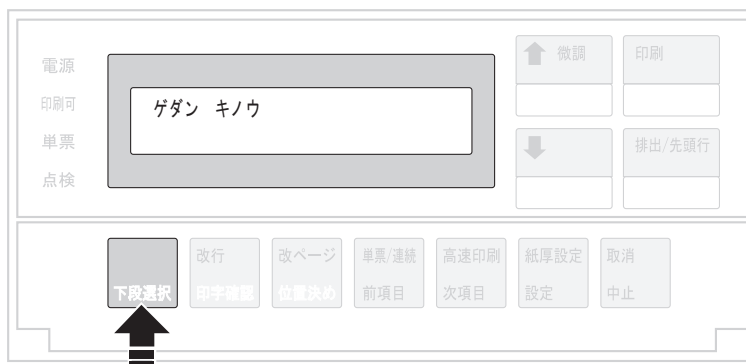 電源
印刷可
単票
点検
ゲダン キノウ
微調
印刷
排出/先頭行
下段選択
改行
印字確認
改ページ
位置決め
単票/連続
前項目
高速印刷
次項目
紙厚設定
設定
取消
中止